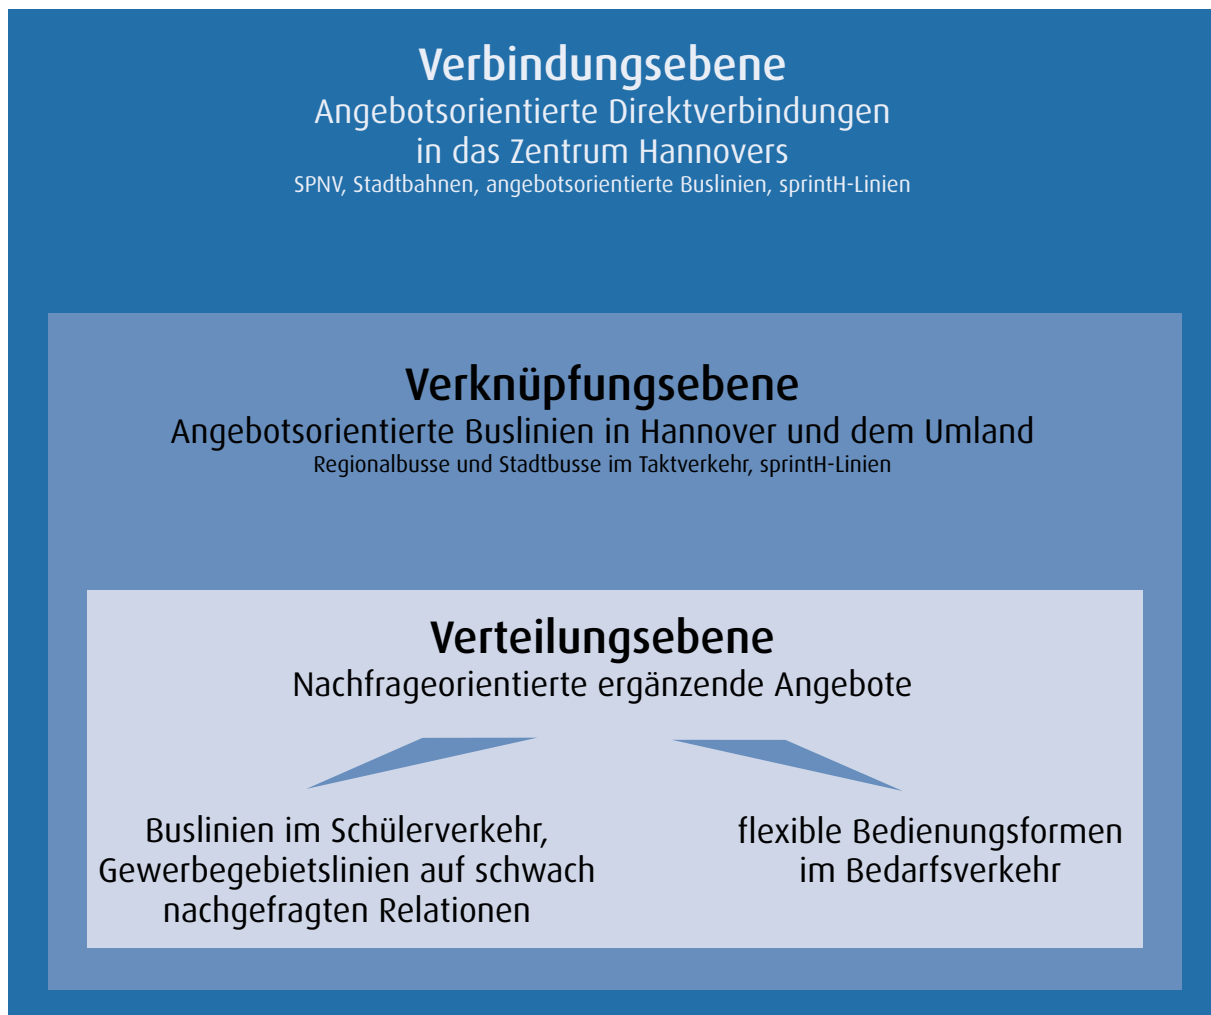 Verbindungsebene
Angebotsorientierte Direktverbindungen
in das Zentrum Hannovers
SPNV, Stadtbahnen, angebotsorientierte Buslinien, sprintH-Linien
Verknüpfungsebene
Angebotsorientierte Buslinien in Hannover und dem Umland
Regionalbusse und Stadtbusse im Taktverkehr, sprintH-Linien
Verteilungsebene
Nachfrageorientierte ergänzende Angebote
Buslinien im Schülerverkehr,
Gewerbegebietslinien auf schwach
nachgefragten Relationen
flexible Bedienungsformen
im Bedarfsverkehr